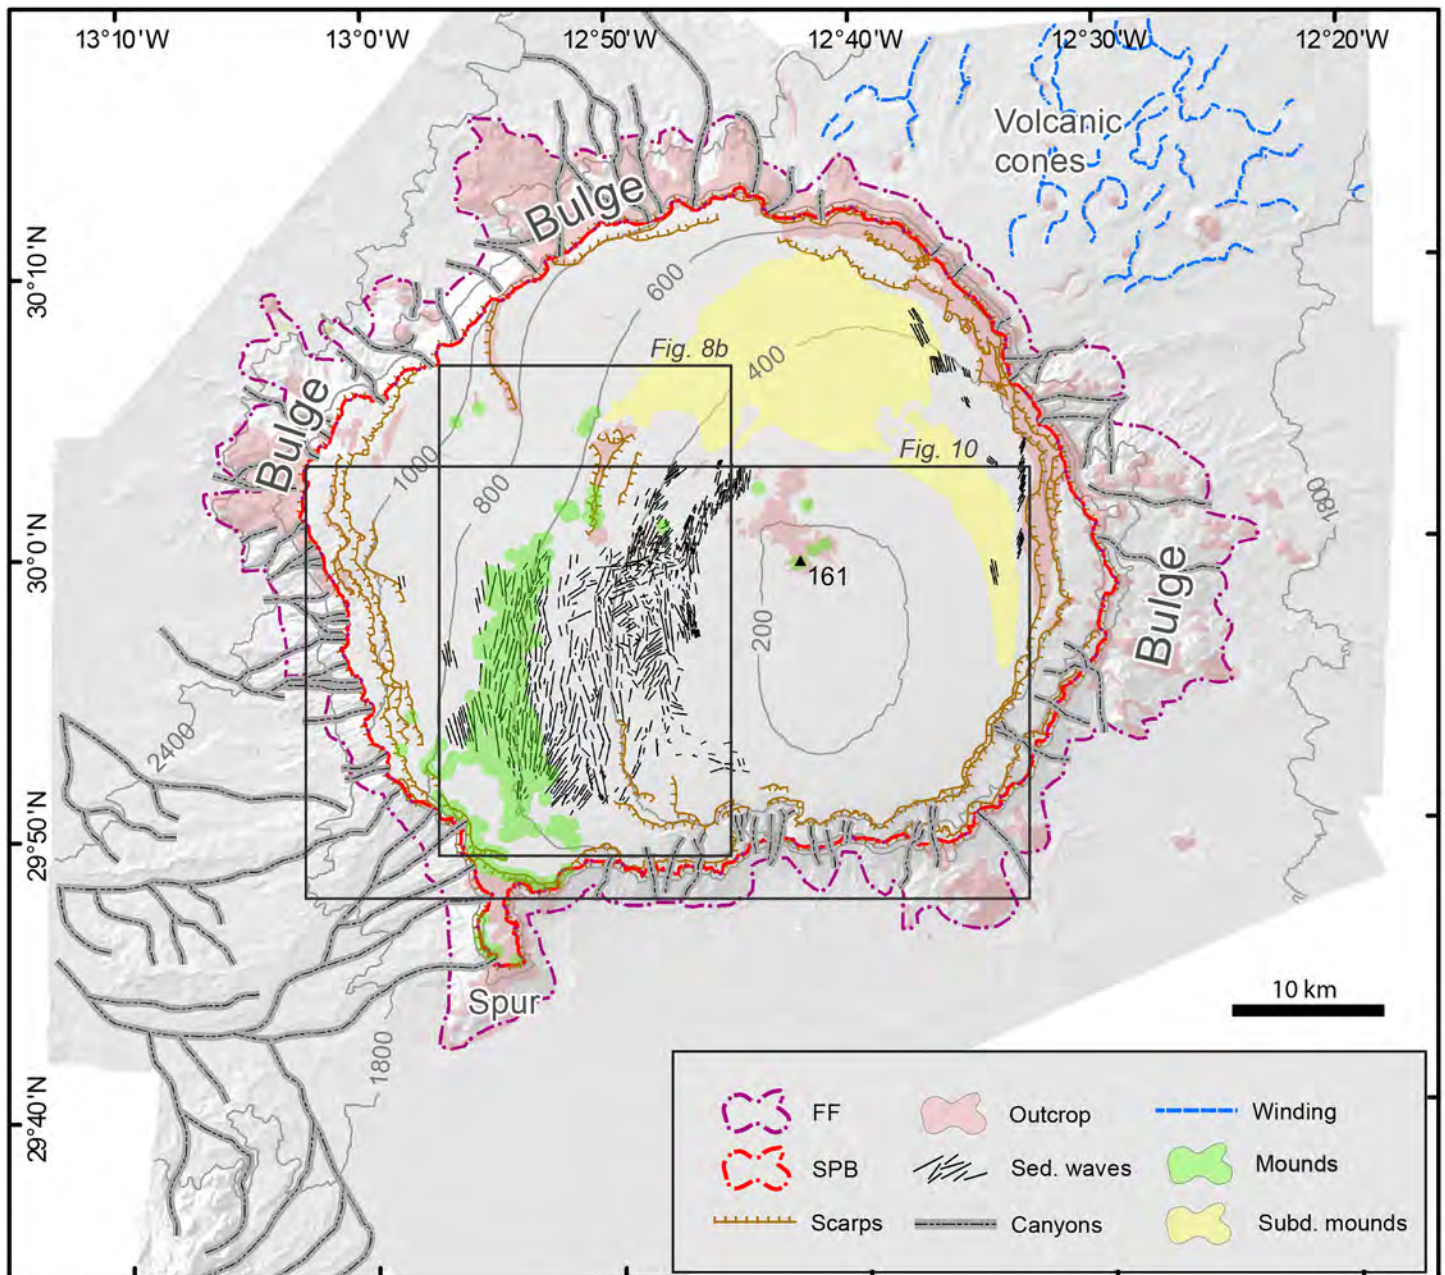 13°10'W
13°0'W
12°50'W
12°40'W
12°30'W
12°20'W
Volcanic
cones
Bulge
30°10'N
600
Fig. 8b
400
Bulge
Fig. 10
1000
800
1800
30°0'N
161
Bulge
200
2400
29°50'N
10 km
Spur
1800
29°40'N
FF
Outcrop
Winding
SPB
Sed. waves
Mounds
Scarps
Canyons
Subd. mounds